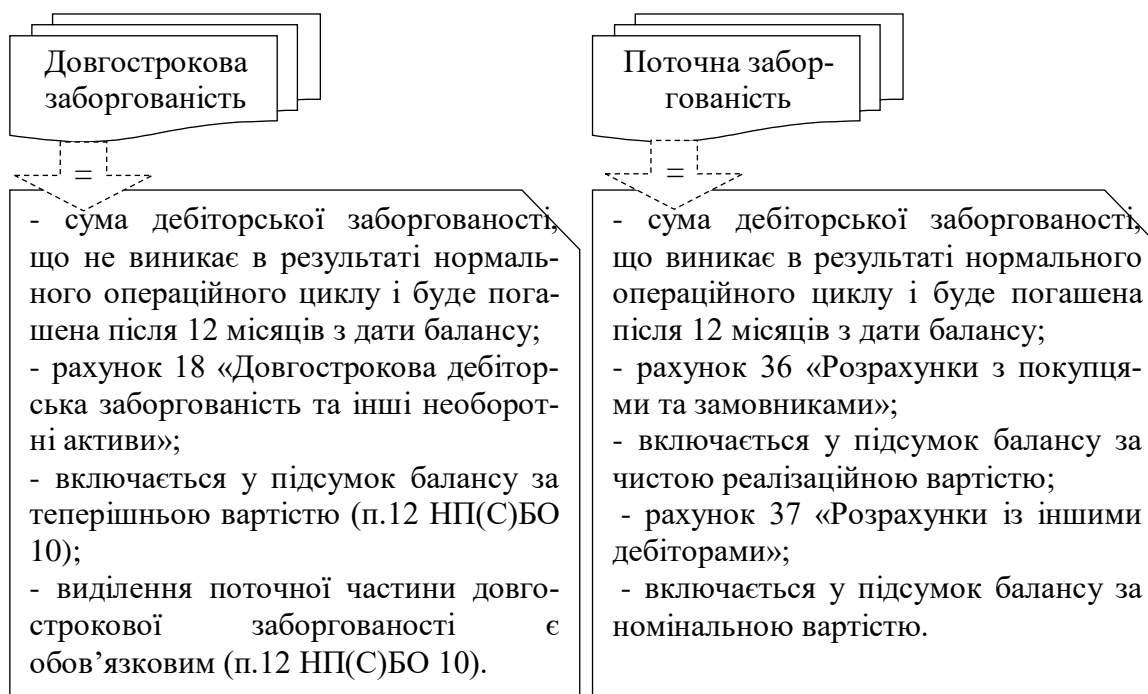 Довгострокова
заборгованість
=
- сума дебіторської заборгованості,
що не виникає в результаті нормаль-
ного операційного циклу і буде пога-
шена після 12 місяців з дати балансу;
- рахунок 18 «Довгострокова дебітор-
ська заборгованість та інші необорот-
ні активи»;
- включається у підсумок балансу за
теперішньою вартістю (п.12 НП(С)БО
10);
- виділення поточної частини довго-
строкової заборгованості є
обов’язковим (п.12 НП(С)БО 10).
Поточна забор-
гованість
=
- сума дебіторської заборгованості,
що виникає в результаті нормального
операційного циклу і буде погашена
після 12 місяців з дати балансу;
- рахунок 36 «Розрахунки з покупця-
ми та замовниками»;
- включається у підсумок балансу за
чистою реалізаційною вартістю;
- рахунок 37 «Розрахунки із іншими
дебіторами»;
- включається у підсумок балансу за
номінальною вартістю.